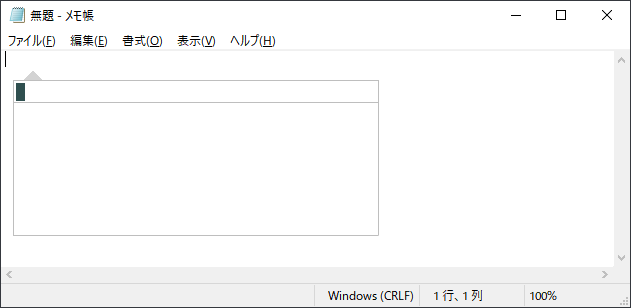 無題 - メモ帳
ファイル(F) 編集(E) 書式(O) 表示(V) ヘルプ(H)
Windows (CRLF) 1 行、1 列 100%